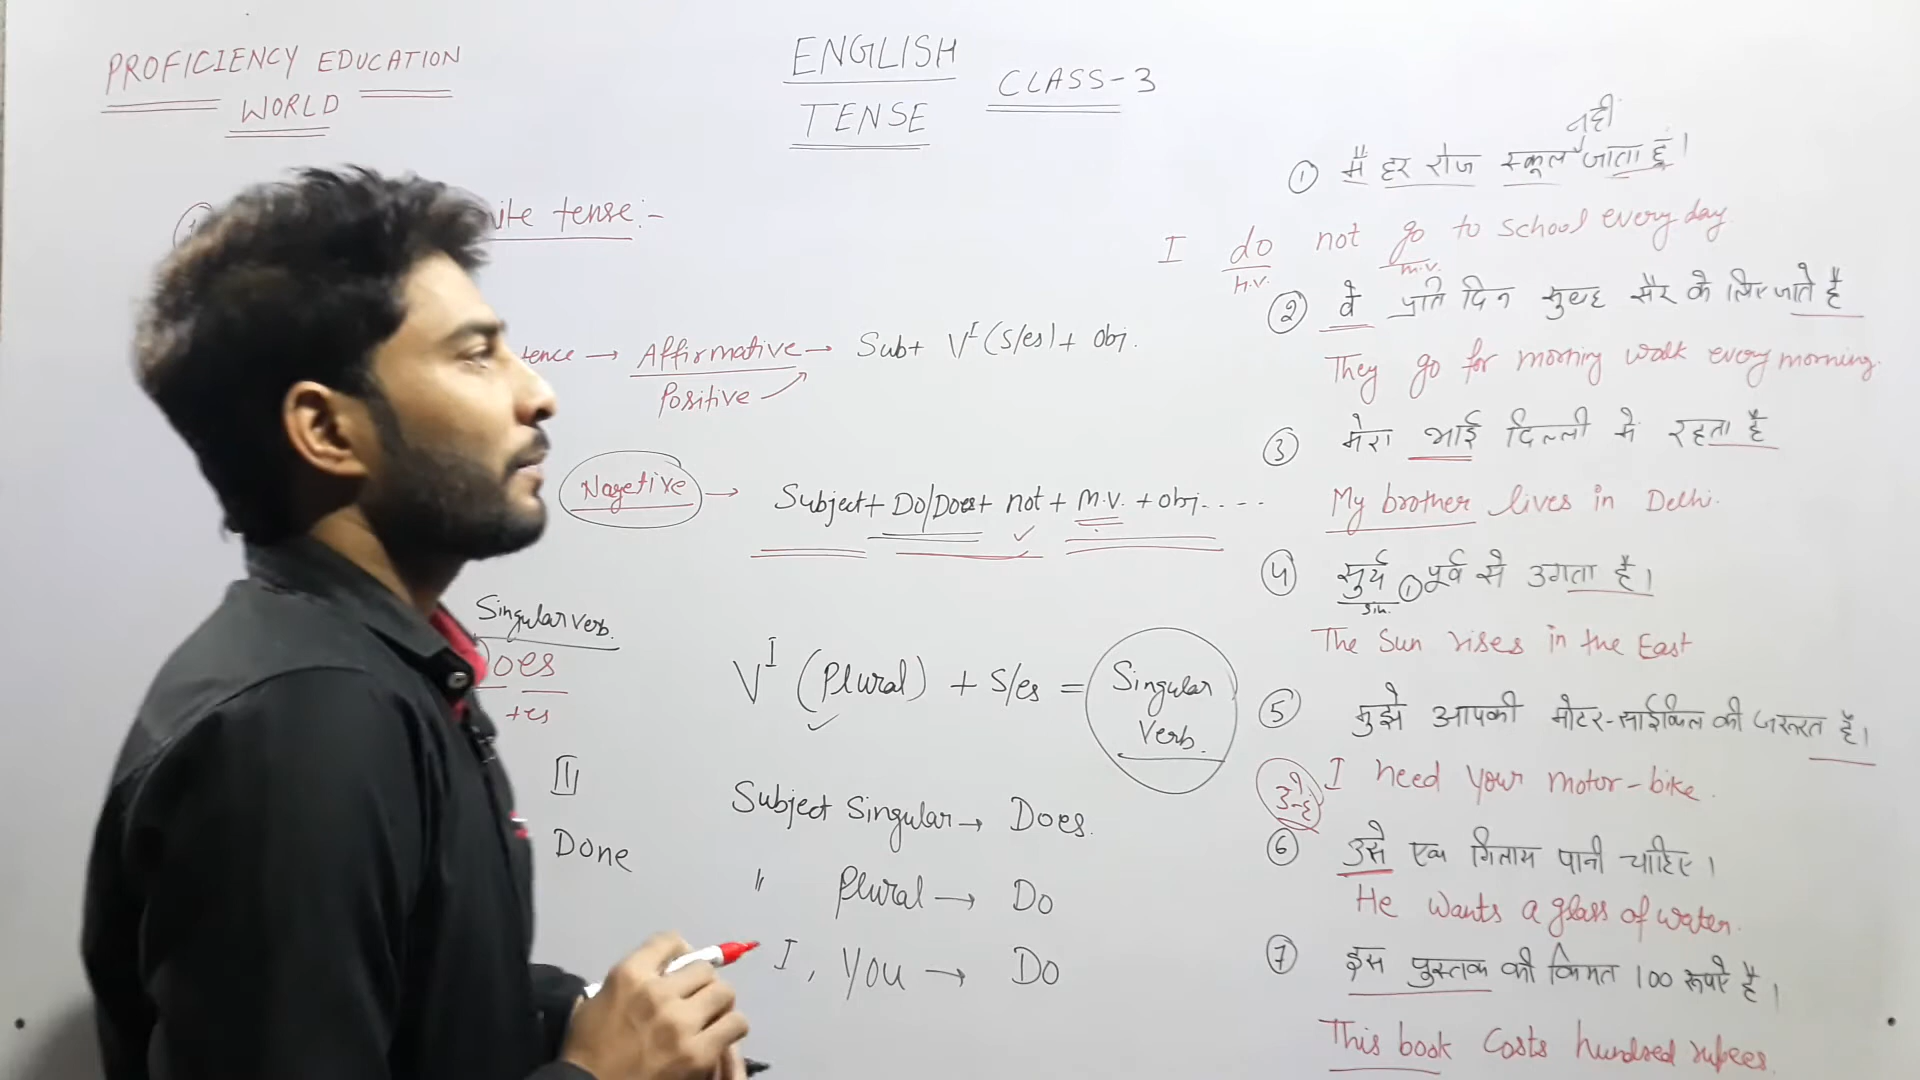 PROFICIENCY EDUCATION
WORLD
ENGLISH
TENSE
CLASS-3
ite tense:-
tence → Affirmative → Sub + V I (S/es) + Obj.
Positive
Nagetive → Subject + Do/Does + not + m.v. + obj. ....
Singular verb.
Does
+es
V I (Plural) + S/es = Singular Verb.
II
Done
Subject Singular → Does.
" Plural → Do
I, You → Do
नहीं
① मैं हर रोज स्कूल जाता हूं।
I do not go to school every day.
H.V. m.v.
② वे प्रति दिन सुबह सैर के लिए जाते है
They go for morning walk every morning.
③ मेरा भाई दिल्ली में रहता है
My brother lives in Delhi.
④ सुर्य ① पूर्व से उगता है।
Sin.
The Sun rises in the East
⑤ मुझे आपकी मोटर-साईकिल की जरूरत है।
I need your motor-bike.
⑥ उसे एक गिलास पानी चाहिए।
He wants a glass of water.
⑦ इस पुस्तक की किमत 100 रूपये है।
This book costs hundred rupees.